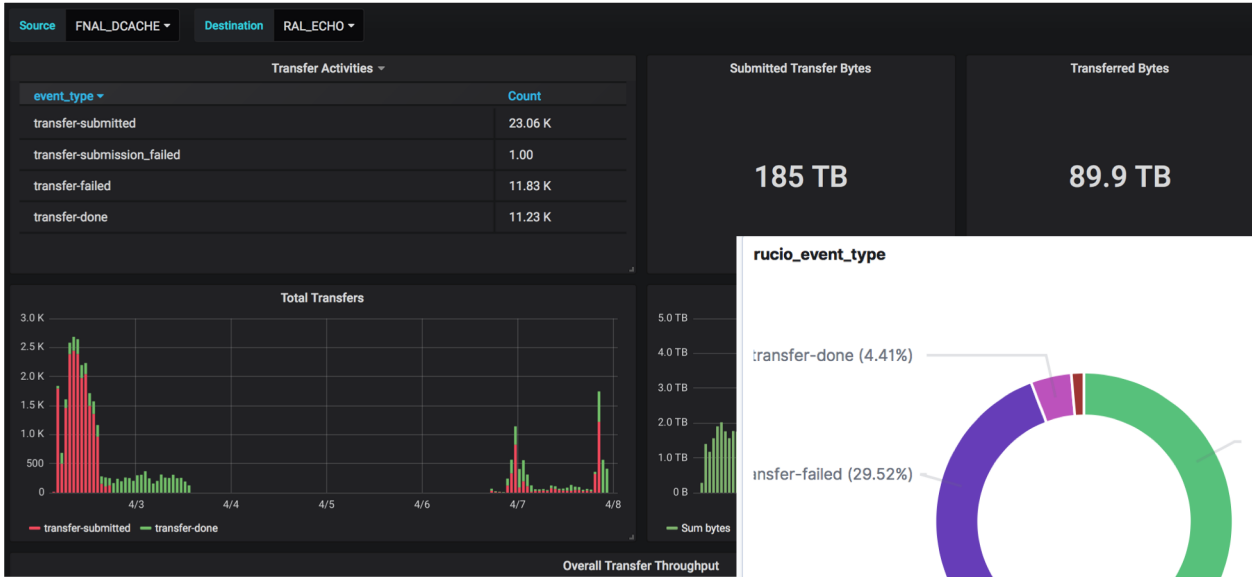 Source FNAL_DCACHE Destination RAL_ECHO
Transfer Activities
event_type Count
transfer-submitted 23.06 K
transfer-submission_failed 1.00
transfer-failed 11.83 K
transfer-done 11.23 K
Submitted Transfer Bytes
185 TB
Transferred Bytes
89.9 TB
Total Transfers
3.0 K
2.5 K
2.0 K
1.5 K
1.0 K
500
0
4/3 4/4 4/5 4/6 4/7 4/8
transfer-submitted transfer-done
5.0 TB
4.0 TB
3.0 TB
2.0 TB
1.0 TB
0 B
Sum bytes
rucio_event_type
transfer-done (4.41%)
ansfer-failed (29.52%)
Overall Transfer Throughput